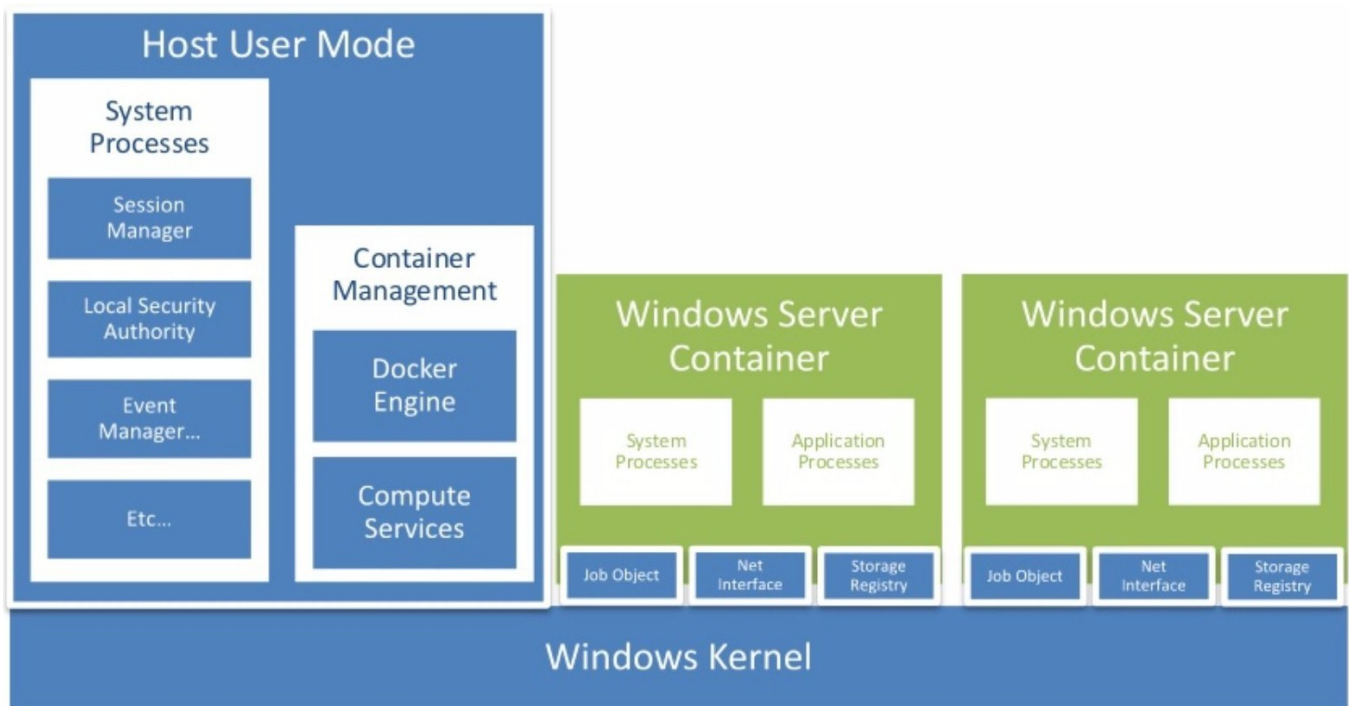 Host User Mode
System
Processes
Session
Manager
Local Security
Authority
Event
Manager...
Etc...
Container
Management
Docker
Engine
Compute
Services
Windows Server
Container
System
Processes
Application
Processes
Job Object
Net
Interface
Storage
Registry
Windows Server
Container
System
Processes
Application
Processes
Job Object
Net
Interface
Storage
Registry
Windows Kernel